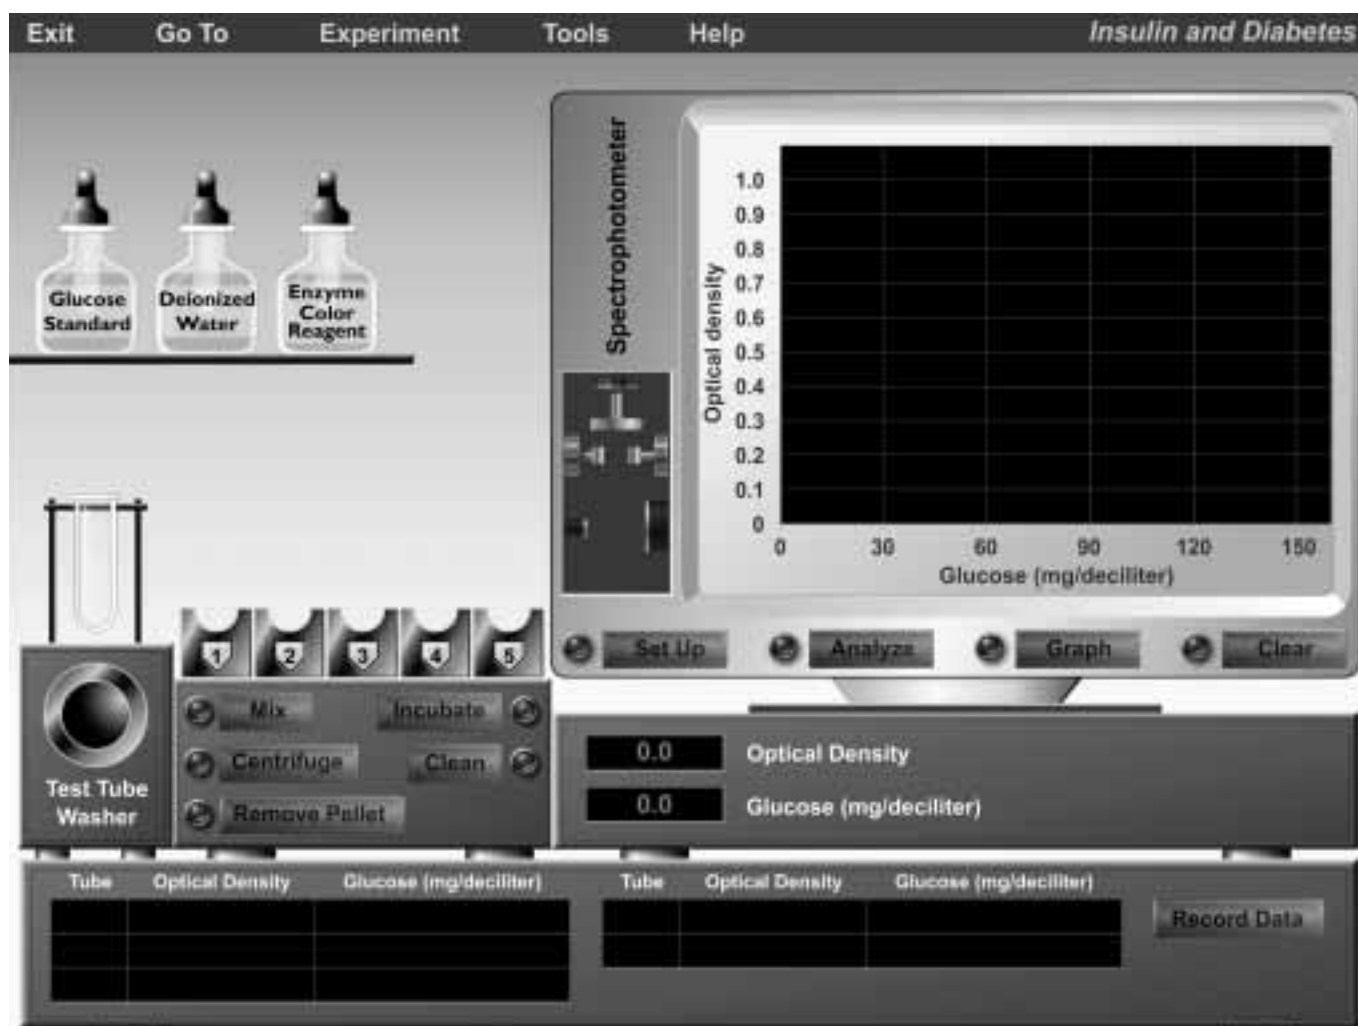 Exit Go To Experiment Tools Help Insulin and Diabetes
Spectrophotometer
Glucose
Standard
Deionized
Water
Enzyme
Color
Reagent
Optical density
1.0
0.9
0.8
0.7
0.6
0.5
0.4
0.3
0.2
0.1
0
0 30 60 90 120 150
Glucose (mg/deciliter)
1 2 3 4 5
Set Up Analyze Graph Clear
Mix Incubate
Centrifuge Clean
Remove Pellet
Test Tube
Washer
0.0 Optical Density
0.0 Glucose (mg/deciliter)
Tube Optical Density Glucose (mg/deciliter) Tube Optical Density Glucose (mg/deciliter)
Record Data